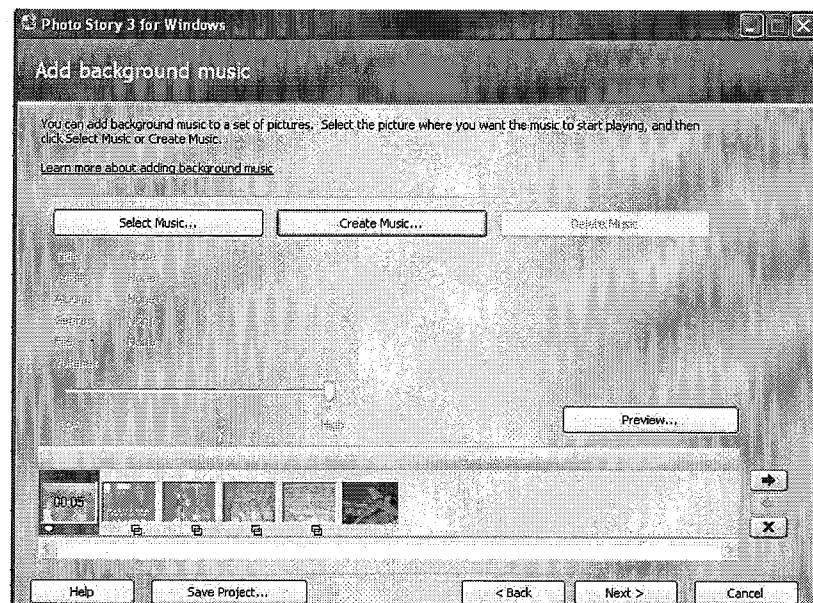 Photo Story 3 for Windows
Add background music
You can add background music to a set of pictures. Select the picture where you want the music to start playing, and then
click Select Music or Create Music.
Learn more about adding background music
Select Music... Create Music... Delete Music
Preview...
00:05
Help Save Project... < Back Next > Cancel